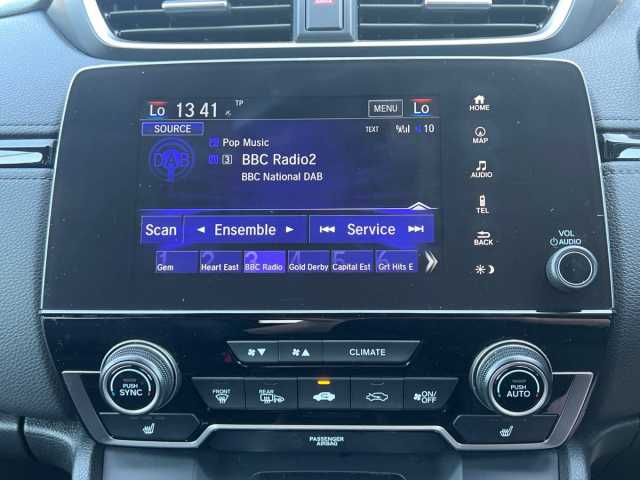 Lo 13 41 TP MENU Lo
SOURCE TEXT 10
Pop Music
3 BBC Radio2
BBC National DAB
DAB
Scan ◄ Ensemble ► Service
1 2 3 4 5 6
Gem Heart East BBC Radio Gold Derby Capital Est Grt Hits E
HOME
MAP
AUDIO
TEL
BACK
VOL
AUDIO
CLIMATE
PUSH
SYNC
FRONT
REAR
ON/
OFF
PUSH
AUTO
PASSENGER
AIRBAG